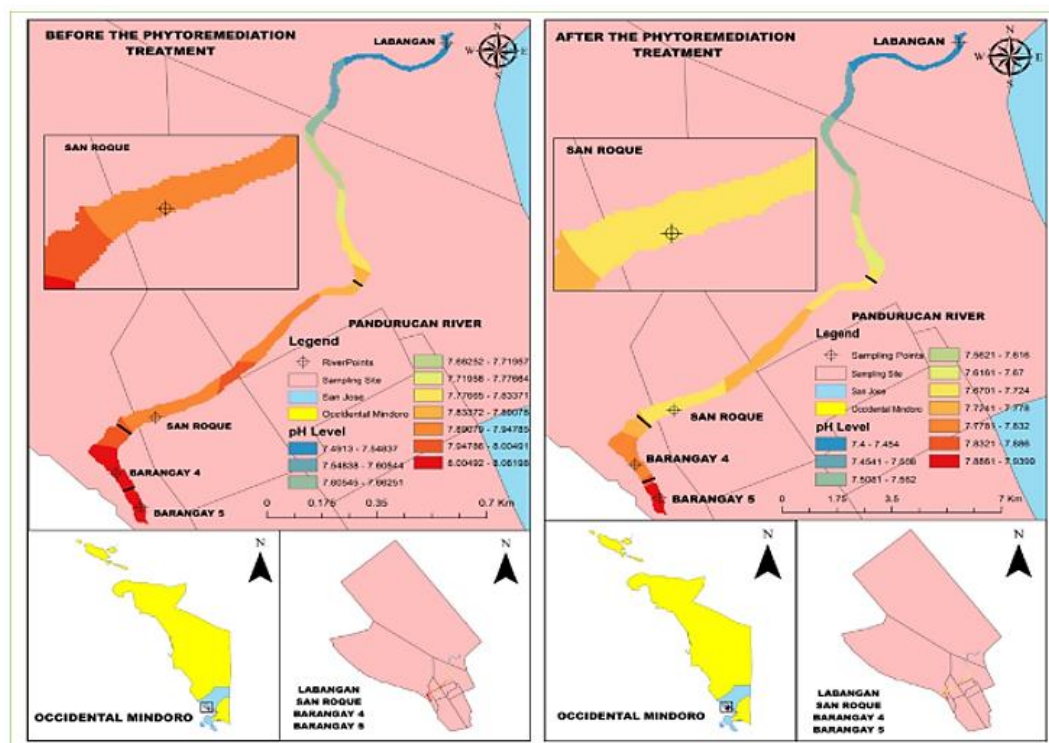 BEFORE THE PHYTOREMEDIATION
TREATMENT
LABANGAN
N
W
E
S
SAN ROQUE
PANDURUCAN RIVER
Legend
RiverPoints
Sampling Site
San Jose
Occidental Mindoro
pH Level
7.4913 - 7.54837
7.54838 - 7.60544
7.60545 - 7.66251
7.66252 - 7.71957
7.71958 - 7.77664
7.77665 - 7.83371
7.83372 - 7.89078
7.89079 - 7.94785
7.94786 - 8.00491
8.00492 - 8.06198
SAN ROQUE
BARANGAY 4
BARANGAY 5
0 0.175 0.35 0.7 Km
N
OCCIDENTAL MINDORO
N
LABANGAN
SAN ROQUE
BARANGAY 4
BARANGAY 5
AFTER THE PHYTOREMEDIATION
TREATMENT
LABANGAN
N
W
E
S
SAN ROQUE
PANDURUCAN RIVER
Legend
Sampling Points
Sampling Site
San Jose
Occidental Mindoro
pH Level
7.4 - 7.454
7.4541 - 7.508
7.5081 - 7.562
7.5621 - 7.616
7.6161 - 7.67
7.6701 - 7.724
7.7241 - 7.778
7.7781 - 7.832
7.8321 - 7.886
7.8861 - 7.9399
SAN ROQUE
BARANGAY 4
BARANGAY 5
0 1.75 3.5 7 Km
N
OCCIDENTAL MINDORO
N
LABANGAN
SAN ROQUE
BARANGAY 4
BARANGAY 5